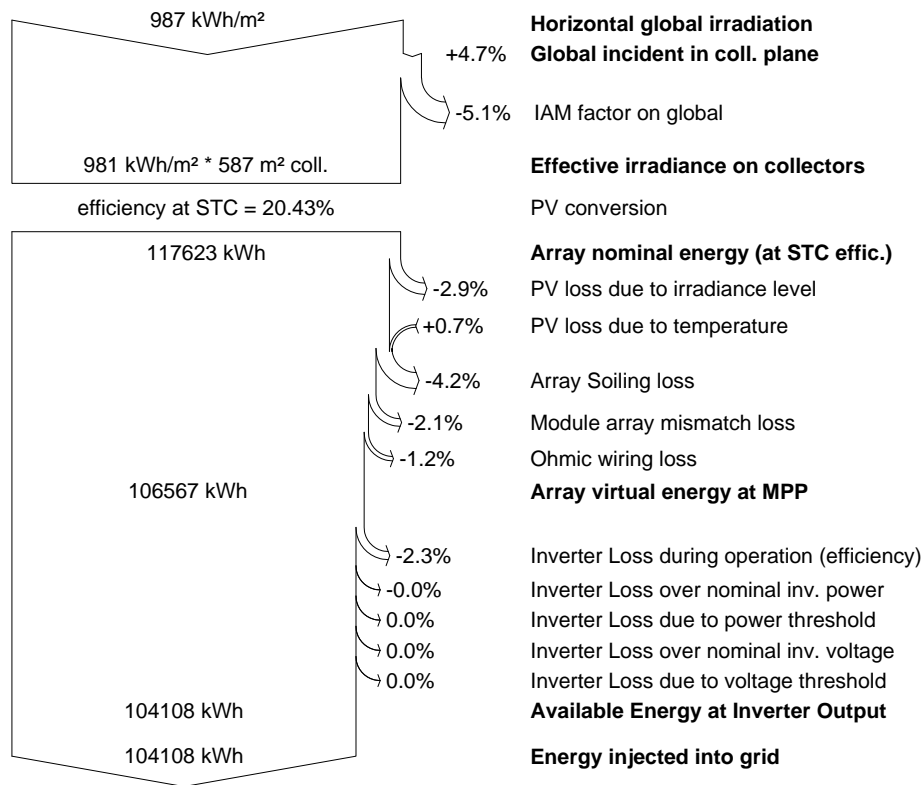 987 kWh/m² Horizontal global irradiation
+4.7% Global incident in coll. plane
-5.1% IAM factor on global
981 kWh/m² * 587 m² coll. Effective irradiance on collectors
efficiency at STC = 20.43% PV conversion
117623 kWh Array nominal energy (at STC effic.)
-2.9% PV loss due to irradiance level
+0.7% PV loss due to temperature
-4.2% Array Soiling loss
-2.1% Module array mismatch loss
-1.2% Ohmic wiring loss
106567 kWh Array virtual energy at MPP
-2.3% Inverter Loss during operation (efficiency)
-0.0% Inverter Loss over nominal inv. power
0.0% Inverter Loss due to power threshold
0.0% Inverter Loss over nominal inv. voltage
0.0% Inverter Loss due to voltage threshold
104108 kWh Available Energy at Inverter Output
104108 kWh Energy injected into grid